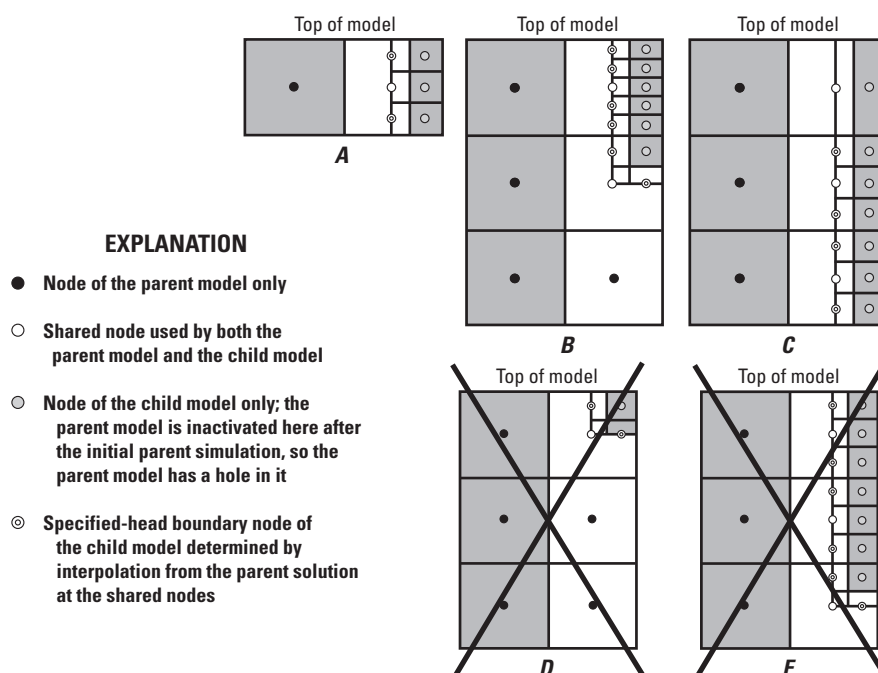 Top of model
Top of model
Top of model
A
B
C
EXPLANATION
Node of the parent model only
Shared node used by both the
parent model and the child model
Node of the child model only; the
parent model is inactivated here after
the initial parent simulation, so the
parent model has a hole in it
Specified-head boundary node of
the child model determined by
interpolation from the parent solution
at the shared nodes
Top of model
Top of model
D
E